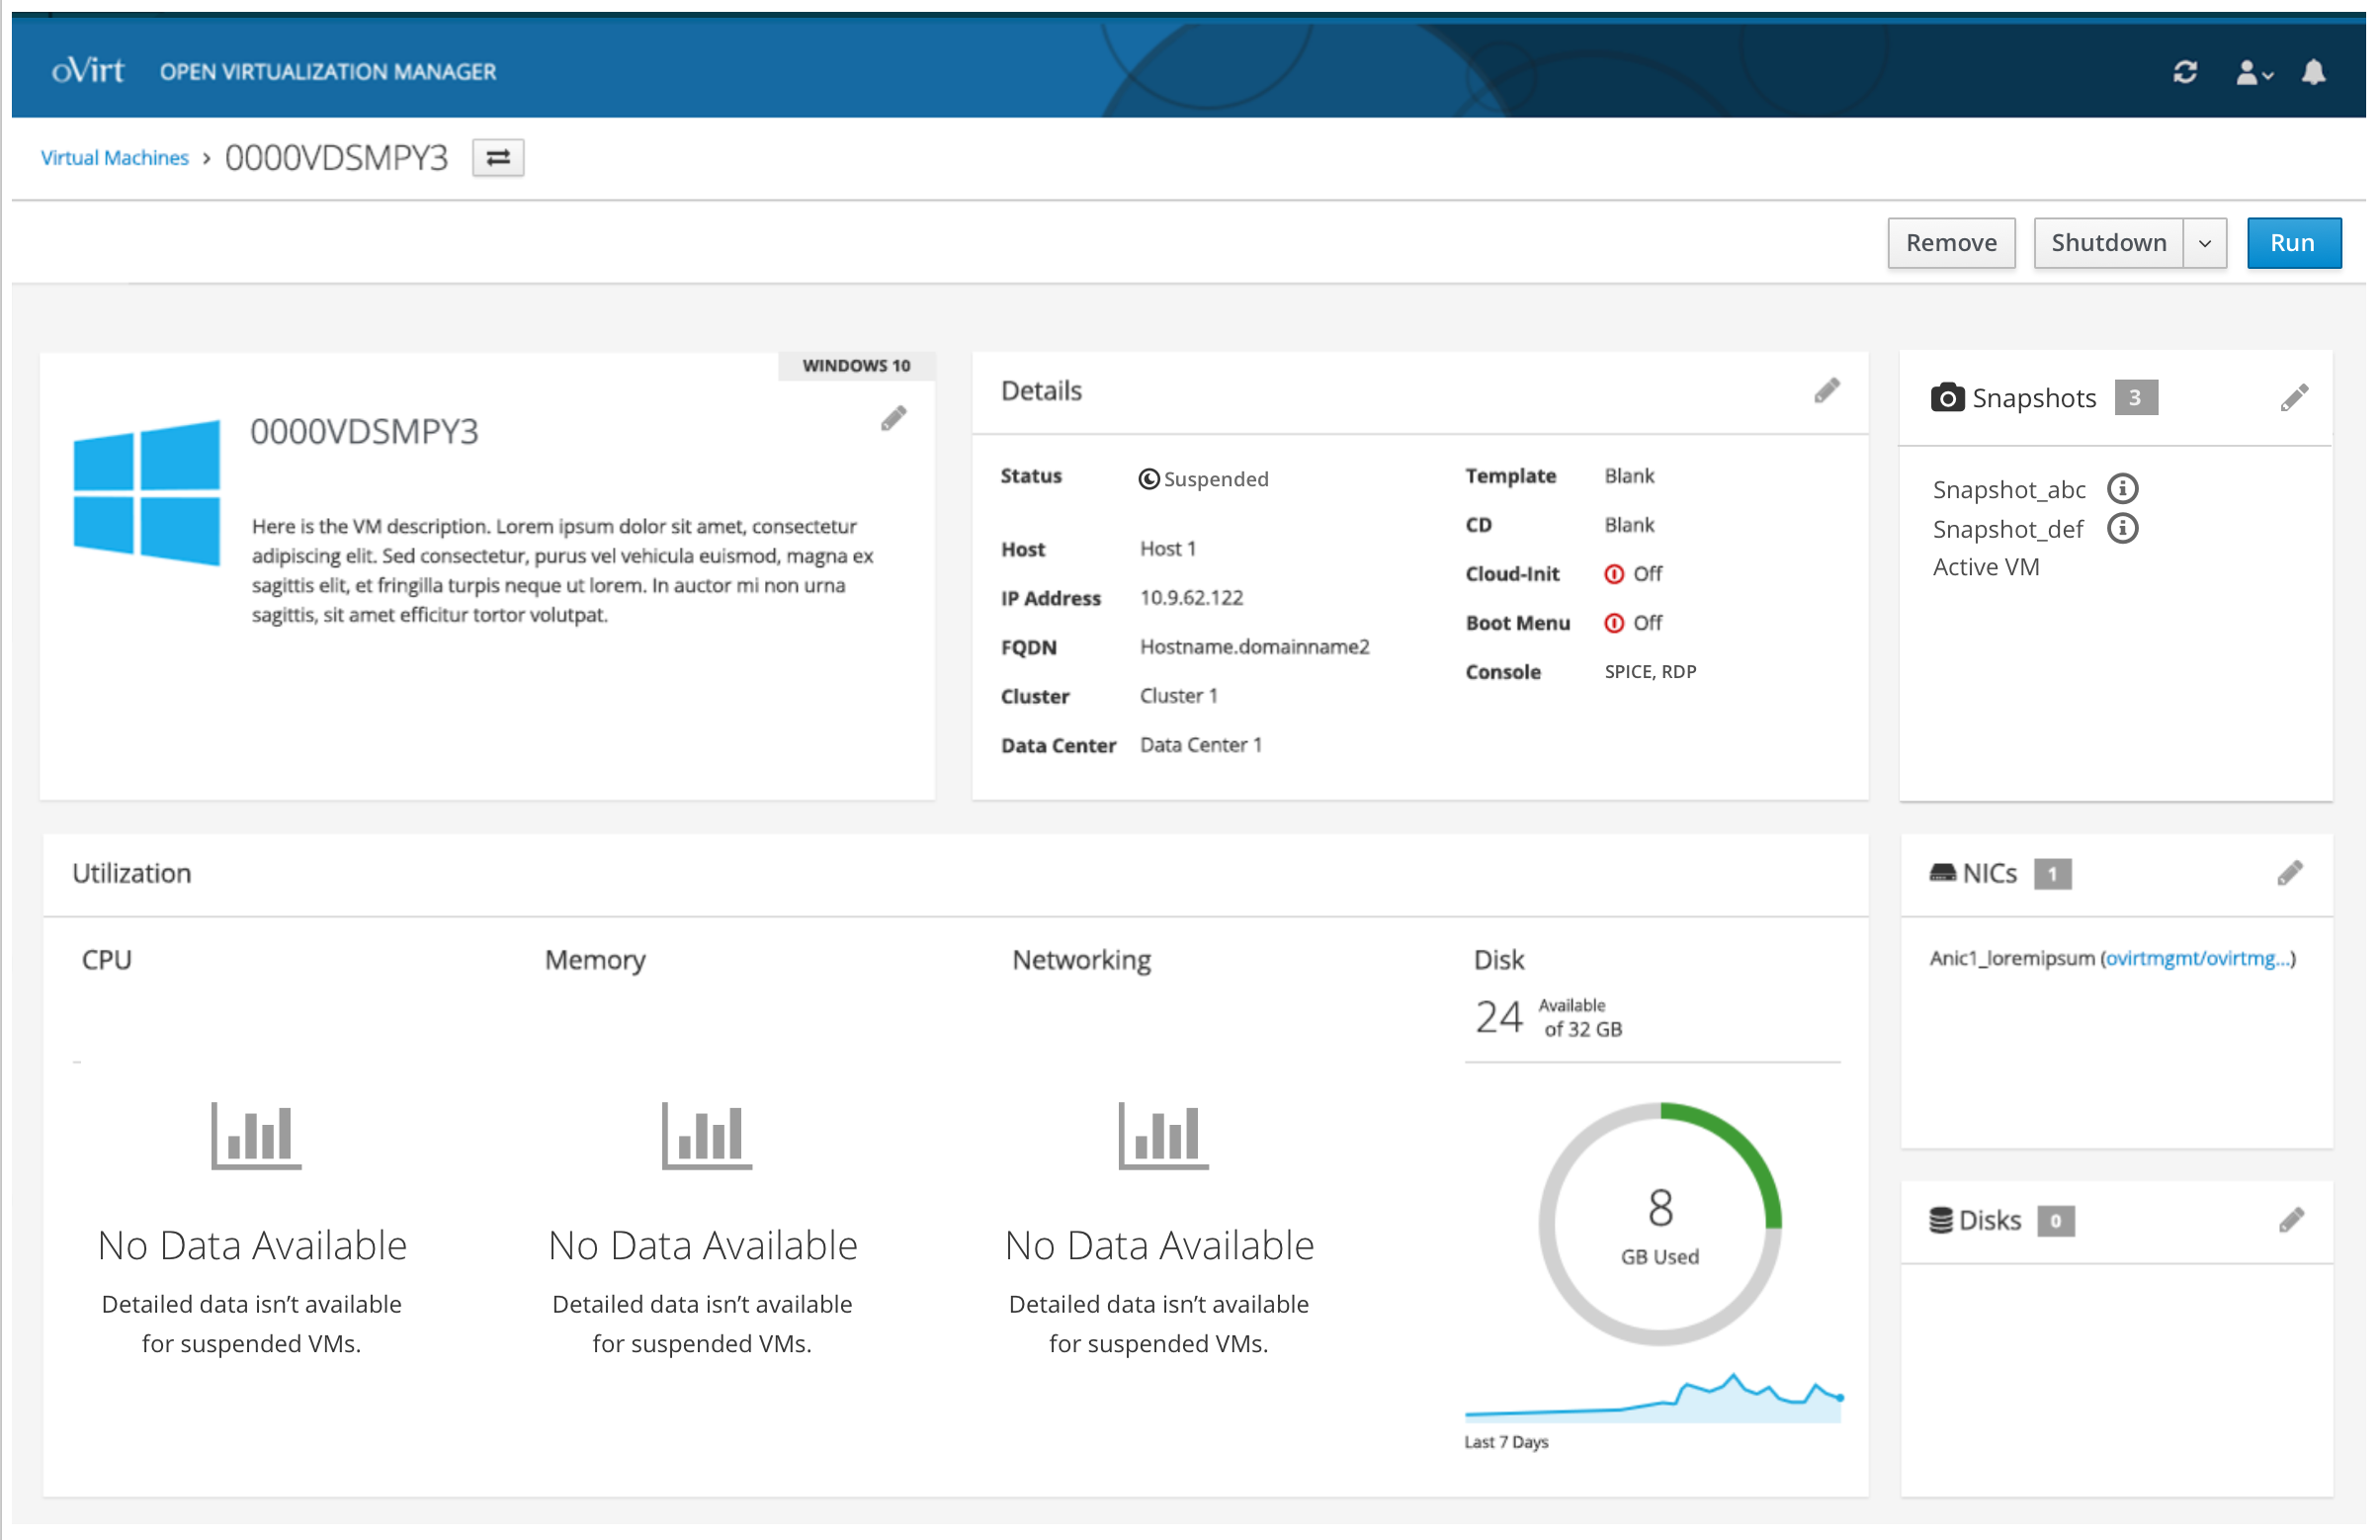 oVirt OPEN VIRTUALIZATION MANAGER
Virtual Machines > 0000VDSMPY3
Remove
Shutdown
Run
WINDOWS 10
0000VDSMPY3
Here is the VM description. Lorem ipsum dolor sit amet, consectetur
adipiscing elit. Sed consectetur, purus vel vehicula euismod, magna ex
sagittis elit, et fringilla turpis neque ut lorem. In auctor mi non urna
sagittis, sit amet efficitur tortor volutpat.
Details
Status Suspended
Host Host 1
IP Address 10.9.62.122
FQDN Hostname.domainname2
Cluster Cluster 1
Data Center Data Center 1
Template Blank
CD Blank
Cloud-Init Off
Boot Menu Off
Console SPICE, RDP
Snapshots 3
Snapshot_abc
Snapshot_def
Active VM
Utilization
CPU
No Data Available
Detailed data isn’t available
for suspended VMs.
Memory
No Data Available
Detailed data isn’t available
for suspended VMs.
Networking
No Data Available
Detailed data isn’t available
for suspended VMs.
Disk
24 Available
of 32 GB
8
GB Used
Last 7 Days
NICs 1
Anic1_loremipsum (ovirtmgmt/ovirtmg...)
Disks 0